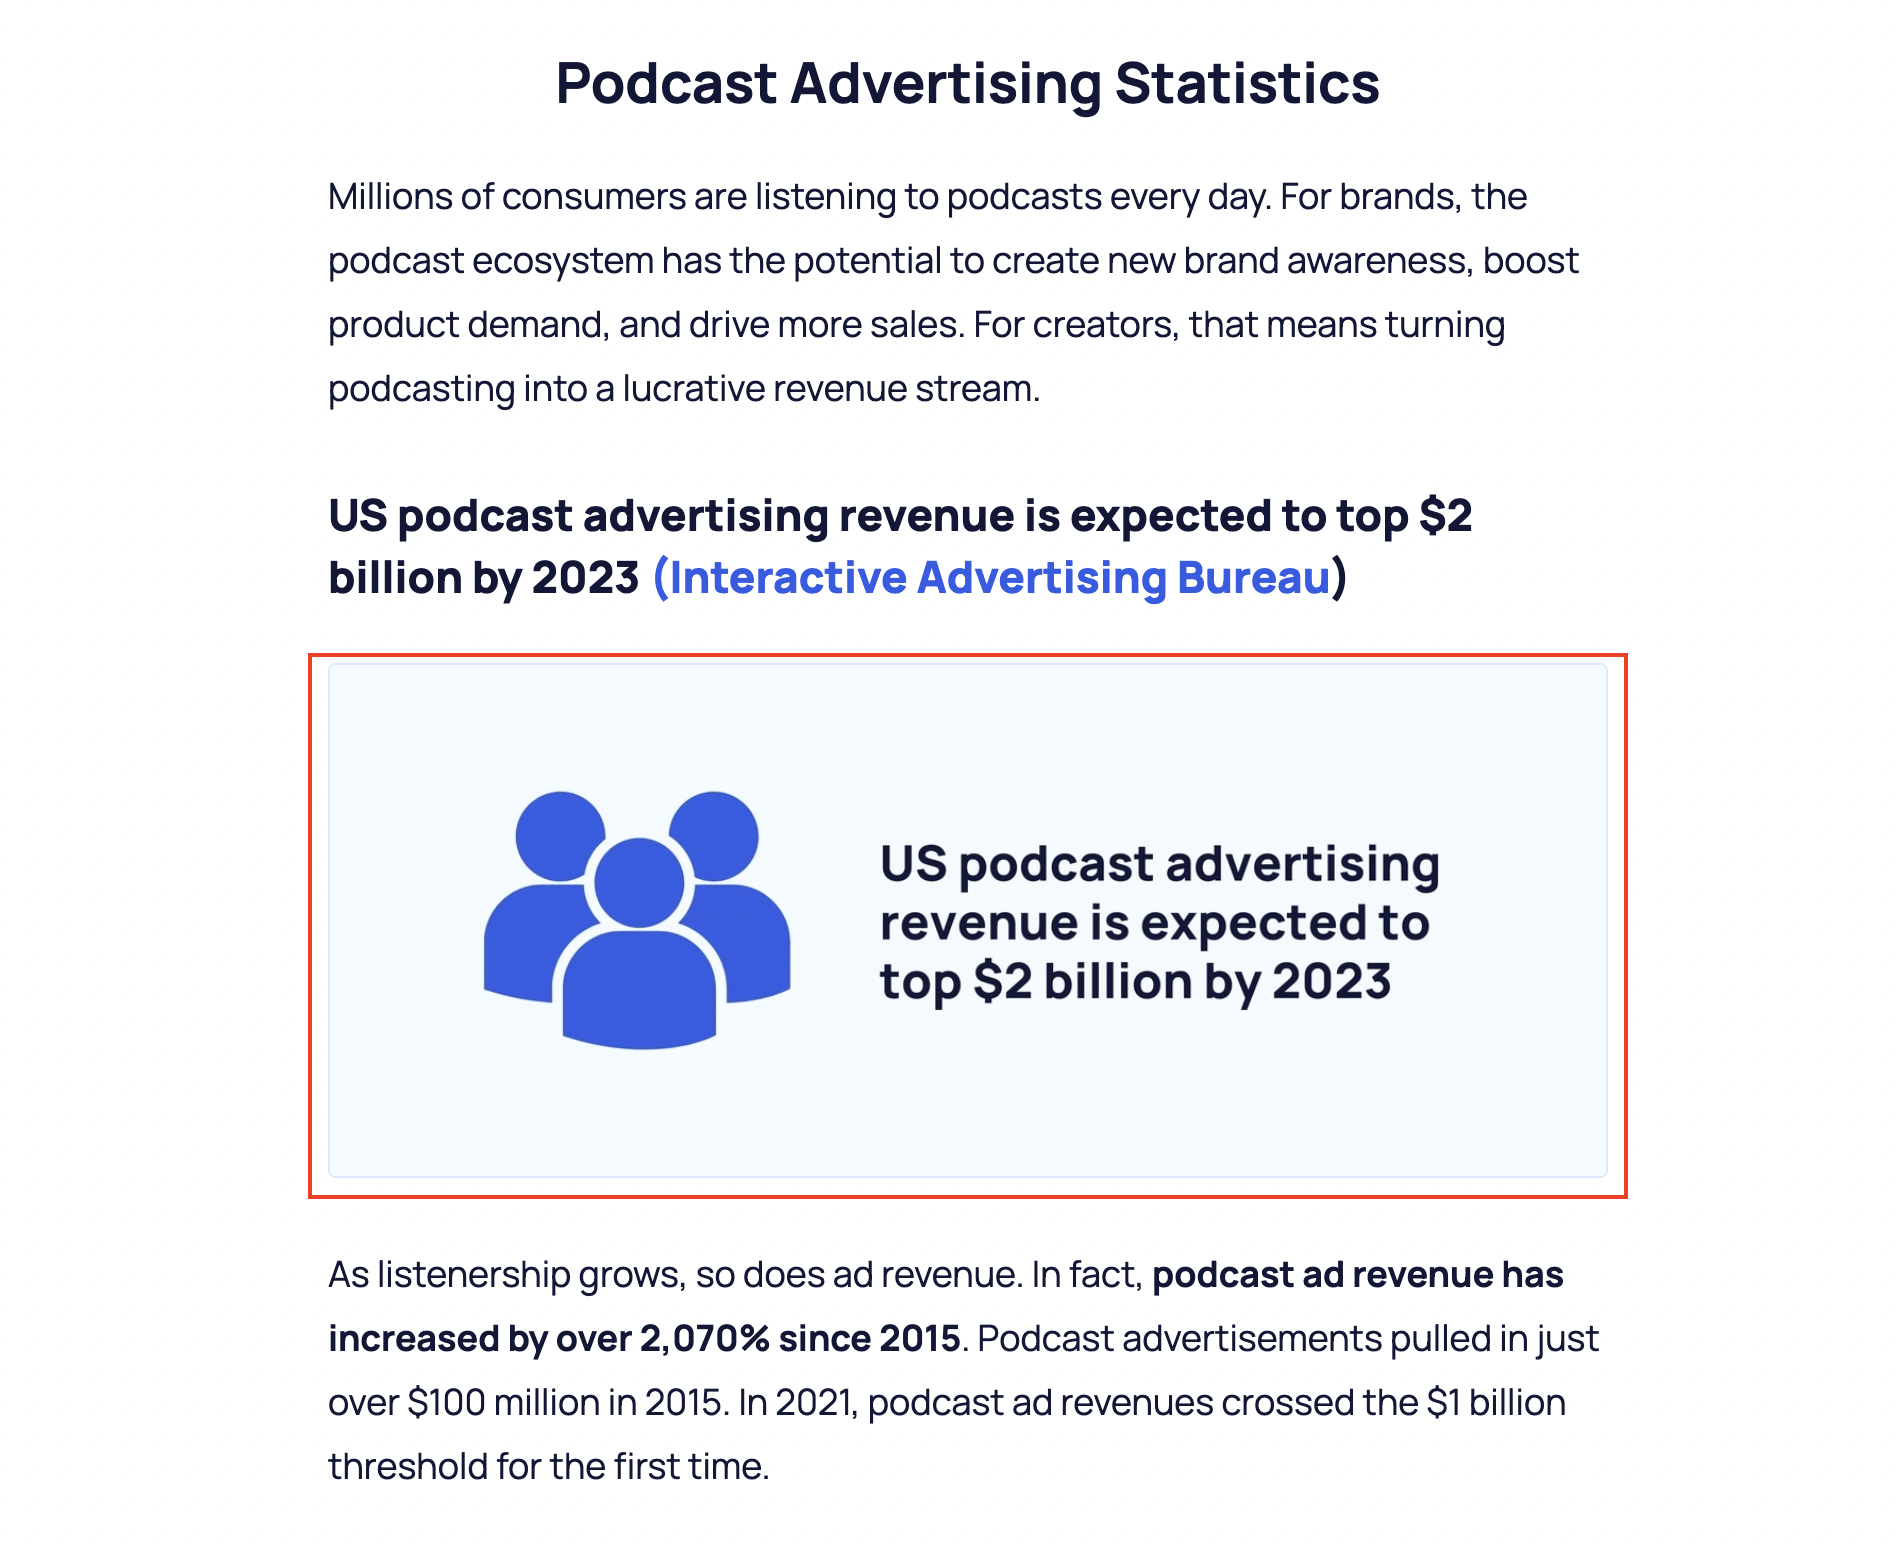 Podcast Advertising Statistics
Millions of consumers are listening to podcasts every day. For brands, the
podcast ecosystem has the potential to create new brand awareness, boost
product demand, and drive more sales. For creators, that means turning
podcasting into a lucrative revenue stream.
US podcast advertising revenue is expected to top $2
billion by 2023 (Interactive Advertising Bureau)
US podcast advertising
revenue is expected to
top $2 billion by 2023
As listenership grows, so does ad revenue. In fact, podcast ad revenue has
increased by over 2,070% since 2015. Podcast advertisements pulled in just
over $100 million in 2015. In 2021, podcast ad revenues crossed the $1 billion
threshold for the first time.